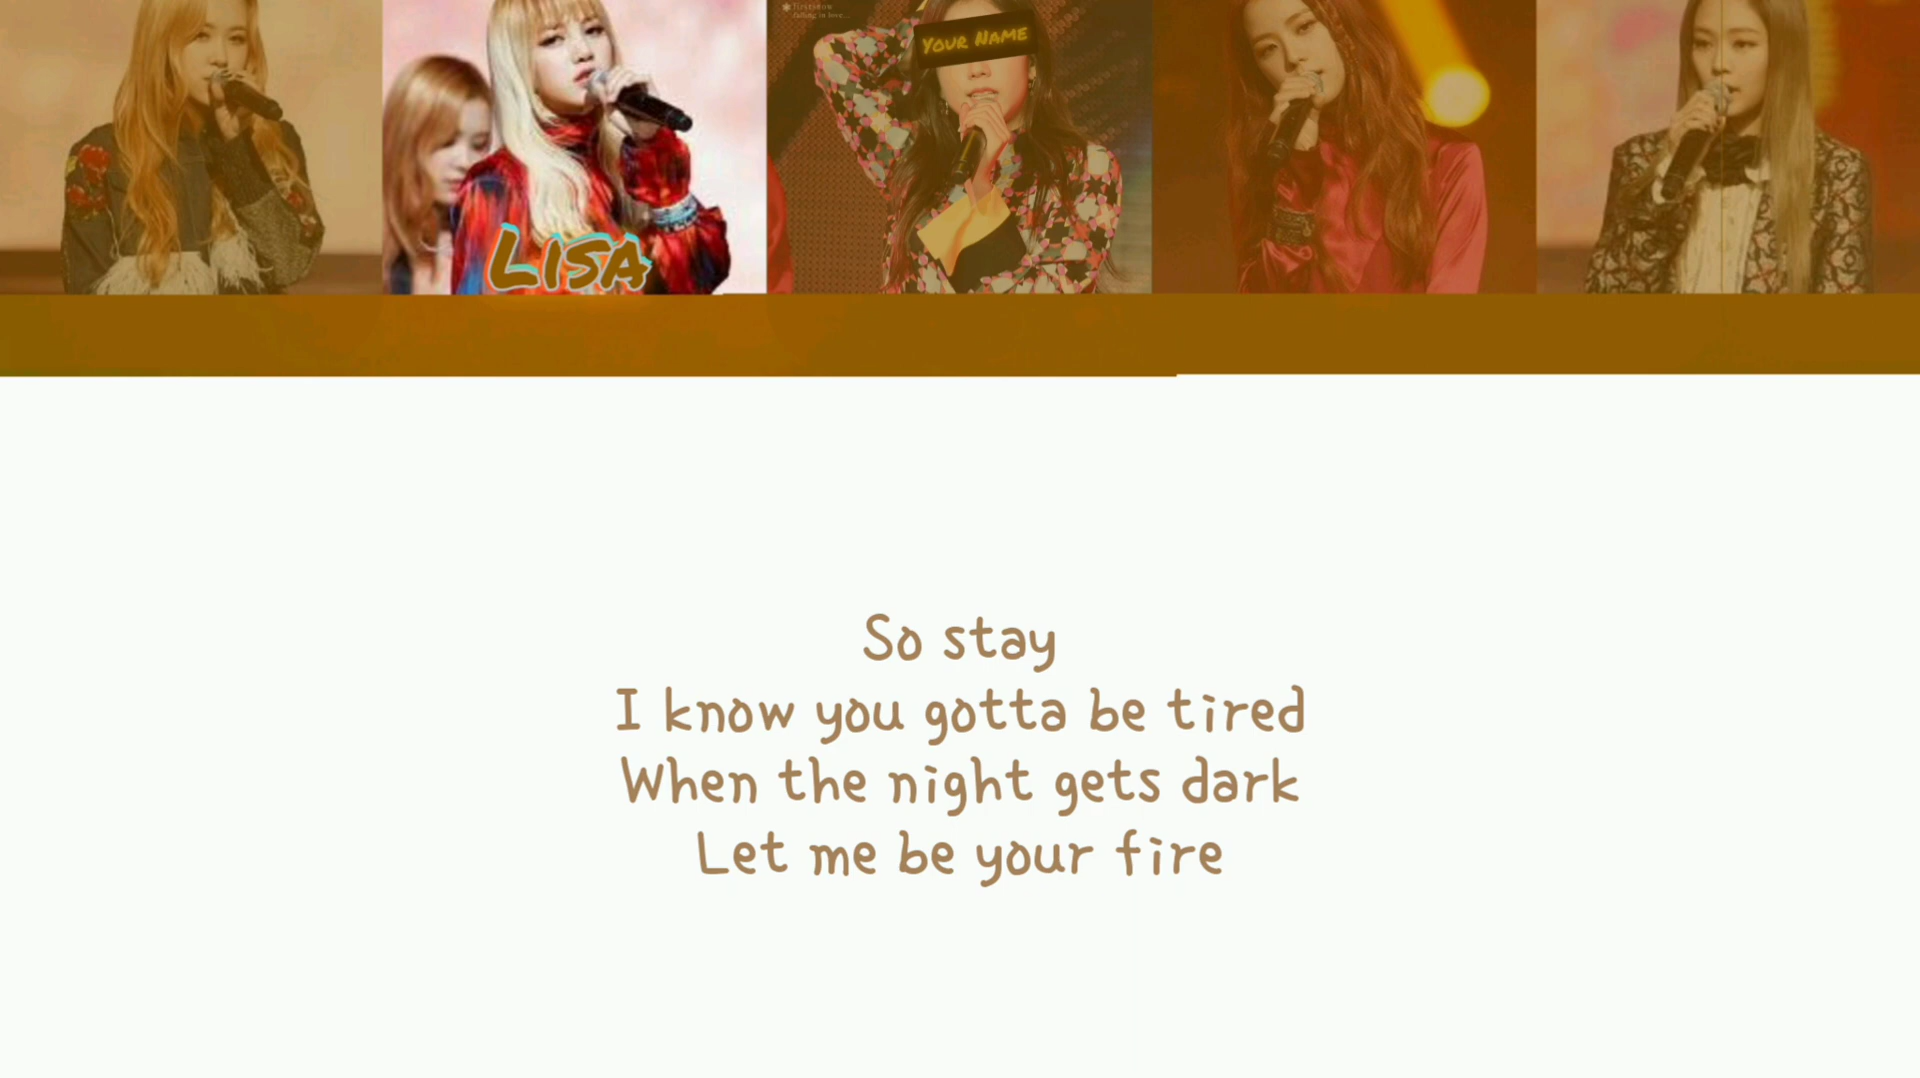 Your Name
Lisa
So stay
I know you gotta be tired
When the night gets dark
Let me be your fire